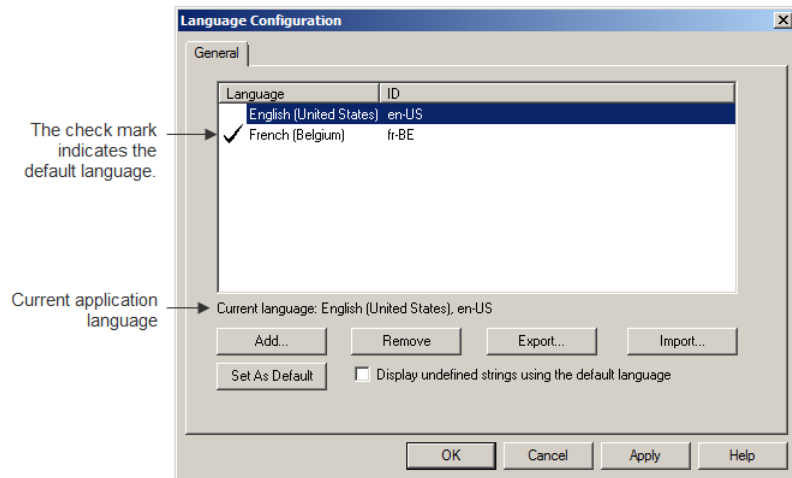 Language Configuration
General
Language ID
English (United States) en-US
French (Belgium) fr-BE
The check mark
indicates the
default language.
Current application
language
Current language: English (United States), en-US
Add... Remove Export... Import...
Set As Default Display undefined strings using the default language
OK Cancel Apply Help